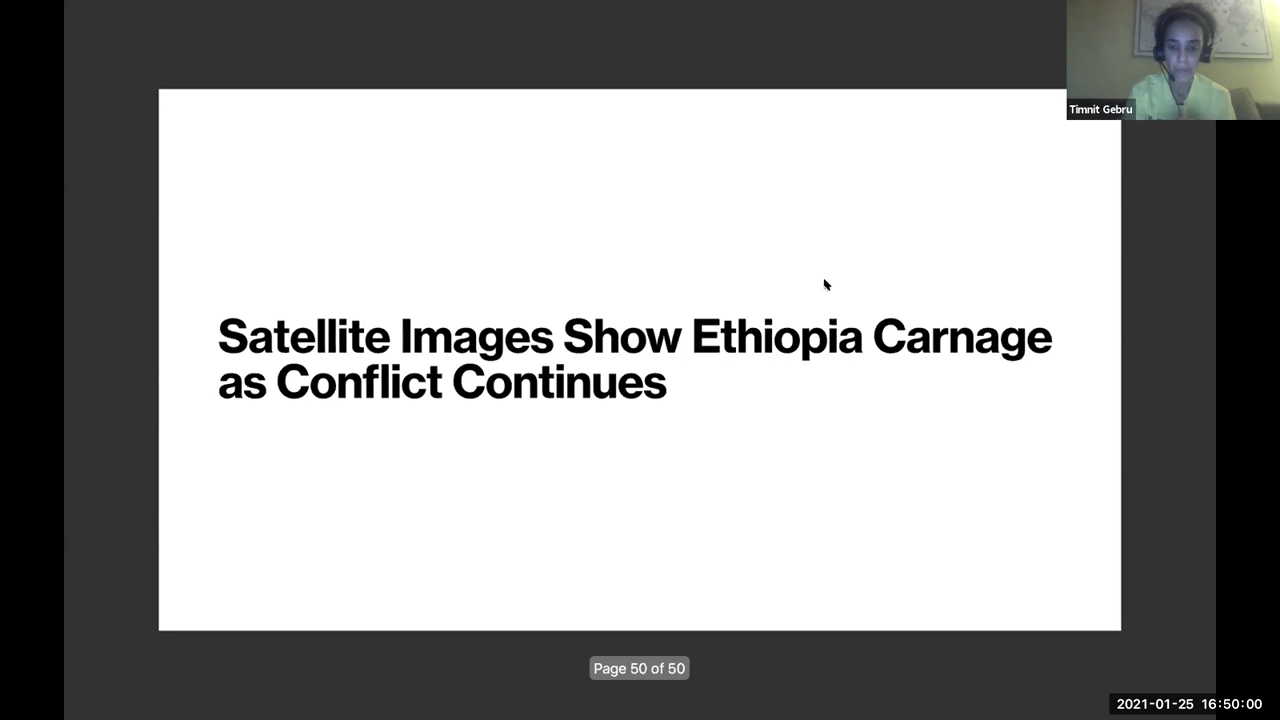 Timnit Gebru
Satellite Images Show Ethiopia Carnage
as Conflict Continues
Page 50 of 50
2021-01-25 16:50:00